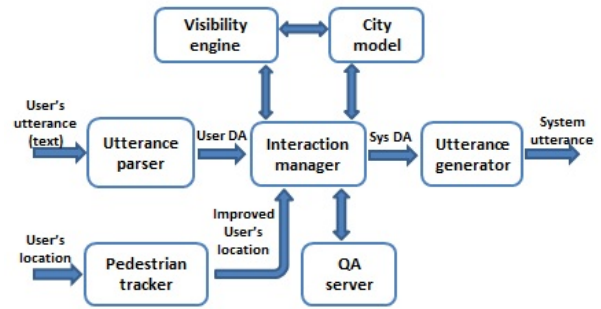 Visibility
engine
City
model
User's
utterance
(text)
Utterance
parser
User DA
Interaction
manager
Sys DA
Utterance
generator
System
utterance
User's
location
Pedestrian
tracker
Improved
User's
location
QA
server